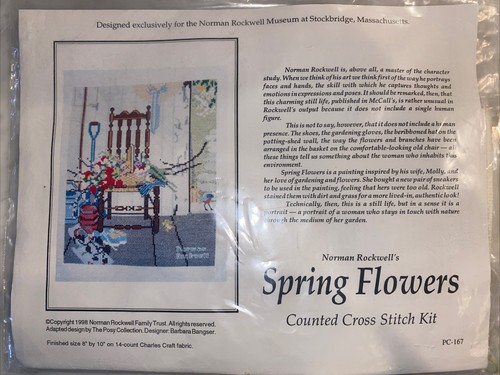 Designed exclusively for the Norman Rockwell Museum at Stockbridge, Massachusetts.
Norman Rockwell is, above all, a master of the character
study. When we think of his art we think first of the way he portrays
faces and hands, the skill with which he captures thoughts and
emotions in expressions and poses. It should be remarked, then, that
this charming still life, published in McCall's, is rather unusual in
Rockwell's output because it does not include a single human
figure.
This is not to say, however, that it does not include a human
presence. The shoes, the gardening gloves, the beribboned hat on the
potting-shed wall, the way the flowers and branches have been
arranged in the basket on the comfortable-looking old chair — all
these things tell us something about the woman who inhabits this
environment.
Spring Flowers is a painting inspired by his wife, Molly, and
her love of gardening and flowers. She bought a new pair of sneakers
to be used in the painting, feeling that hers were too old. Rockwell
stained them with dirt and grass for a more lived-in, authentic look!
Technically, then, this is a still life, but in a sense it is a
portrait — a portrait of a woman who stays in touch with nature
through the medium of her garden.
Norman
Rockwell
Norman Rockwell's
Spring Flowers
Counted Cross Stitch Kit
PC-167
©Copyright 1998 Norman Rockwell Family Trust. All rights reserved.
Adapted design by The Posy Collection. Designer: Barbara Bangser.
Finished size 8" by 10" on 14-count Charles Craft fabric.